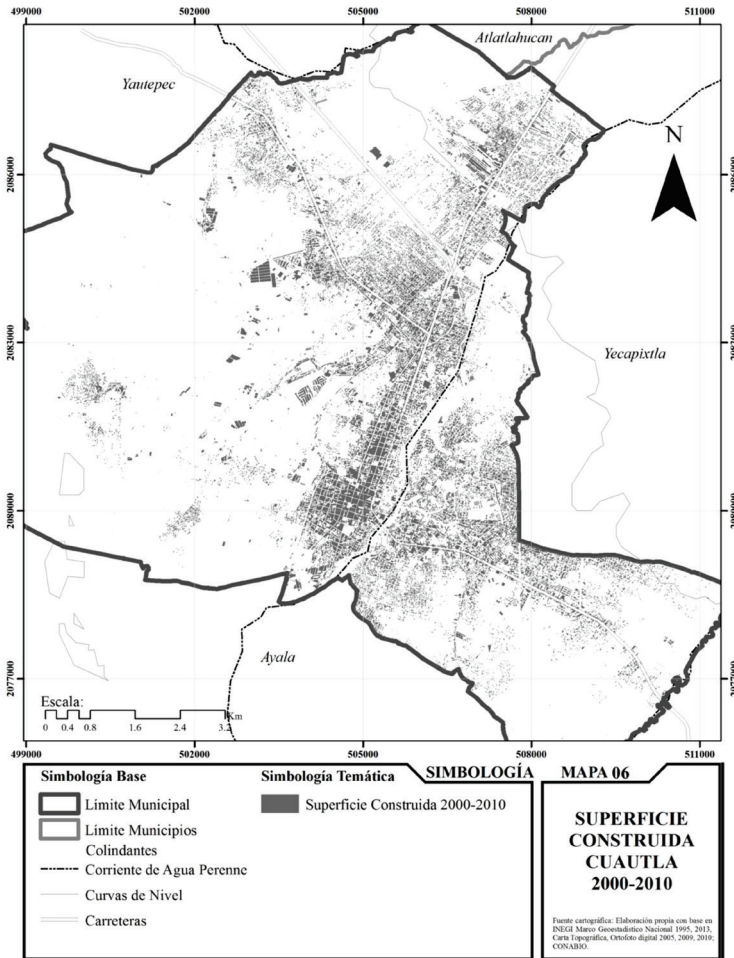 499000 502000 505000 508000 511000
Atlatlahucan
Yautepec
N
2086000 2086000
2083000 2083000
Yecapixtla
2080000 2080000
Ayala
2077000 2077000
Escala:
Km
0 0.4 0.8 1.6 2.4 3.2
499000 502000 505000 508000 511000
Simbología Base
Límite Municipal
Límite Municipios
Colindantes
Corriente de Agua Perenne
Curvas de Nivel
Carreteras
Simbología Temática
Superficie Construida 2000-2010
SIMBOLOGÍA
MAPA 06
SUPERFICIE
CONSTRUIDA
CUAUTLA
2000-2010
Fuente cartográfica: Elaboración propia con base en
INEGI Marco Geoestadístico Nacional 1995, 2013,
Carta Topográfica, Ortofoto digital 2005, 2009, 2010;
CONABIO.